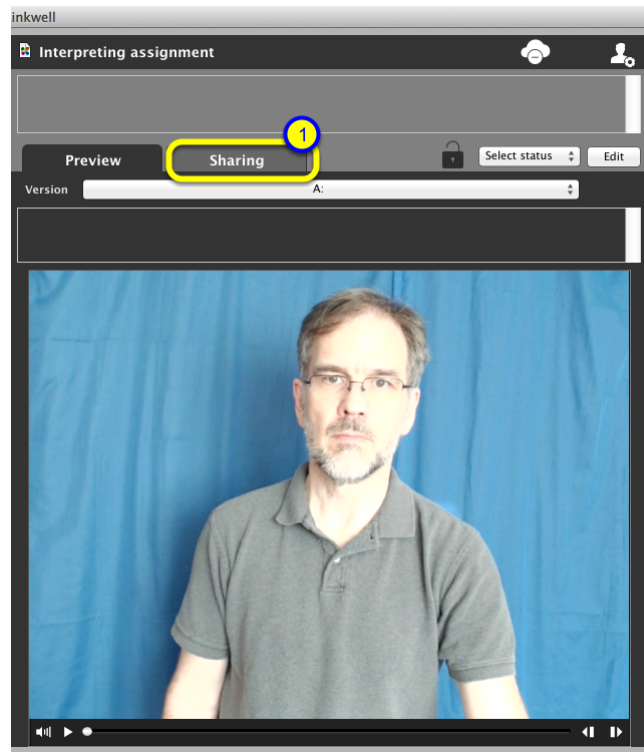 inkwell
Interpreting assignment
1
Preview Sharing Select status Edit
Version A: